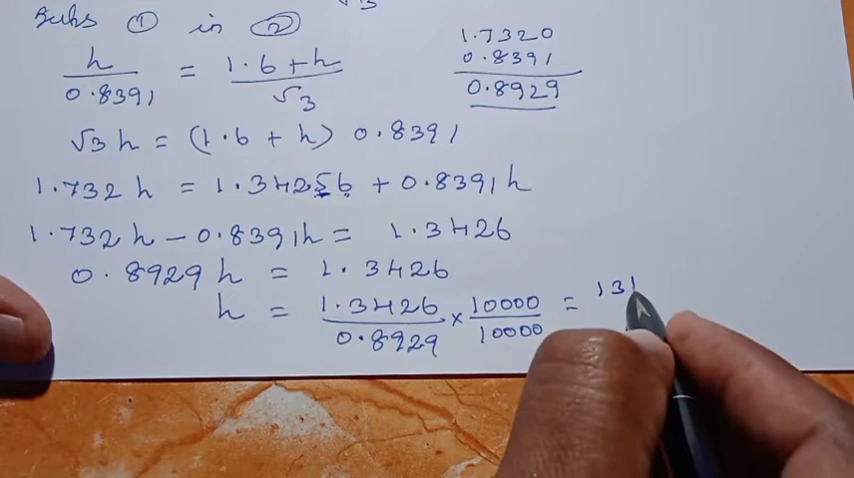 √3
Subs ① in ②
h / 0.8391 = 1.6 + h / √3
1.7320
0.8391
0.8929
√3 h = (1.6 + h) 0.8391
1.732 h = 1.34256 + 0.8391 h
1.732 h - 0.8391 h = 1.3426
0.8929 h = 1.3426
h = 1.3426 / 0.8929 × 10000 / 10000 = 131